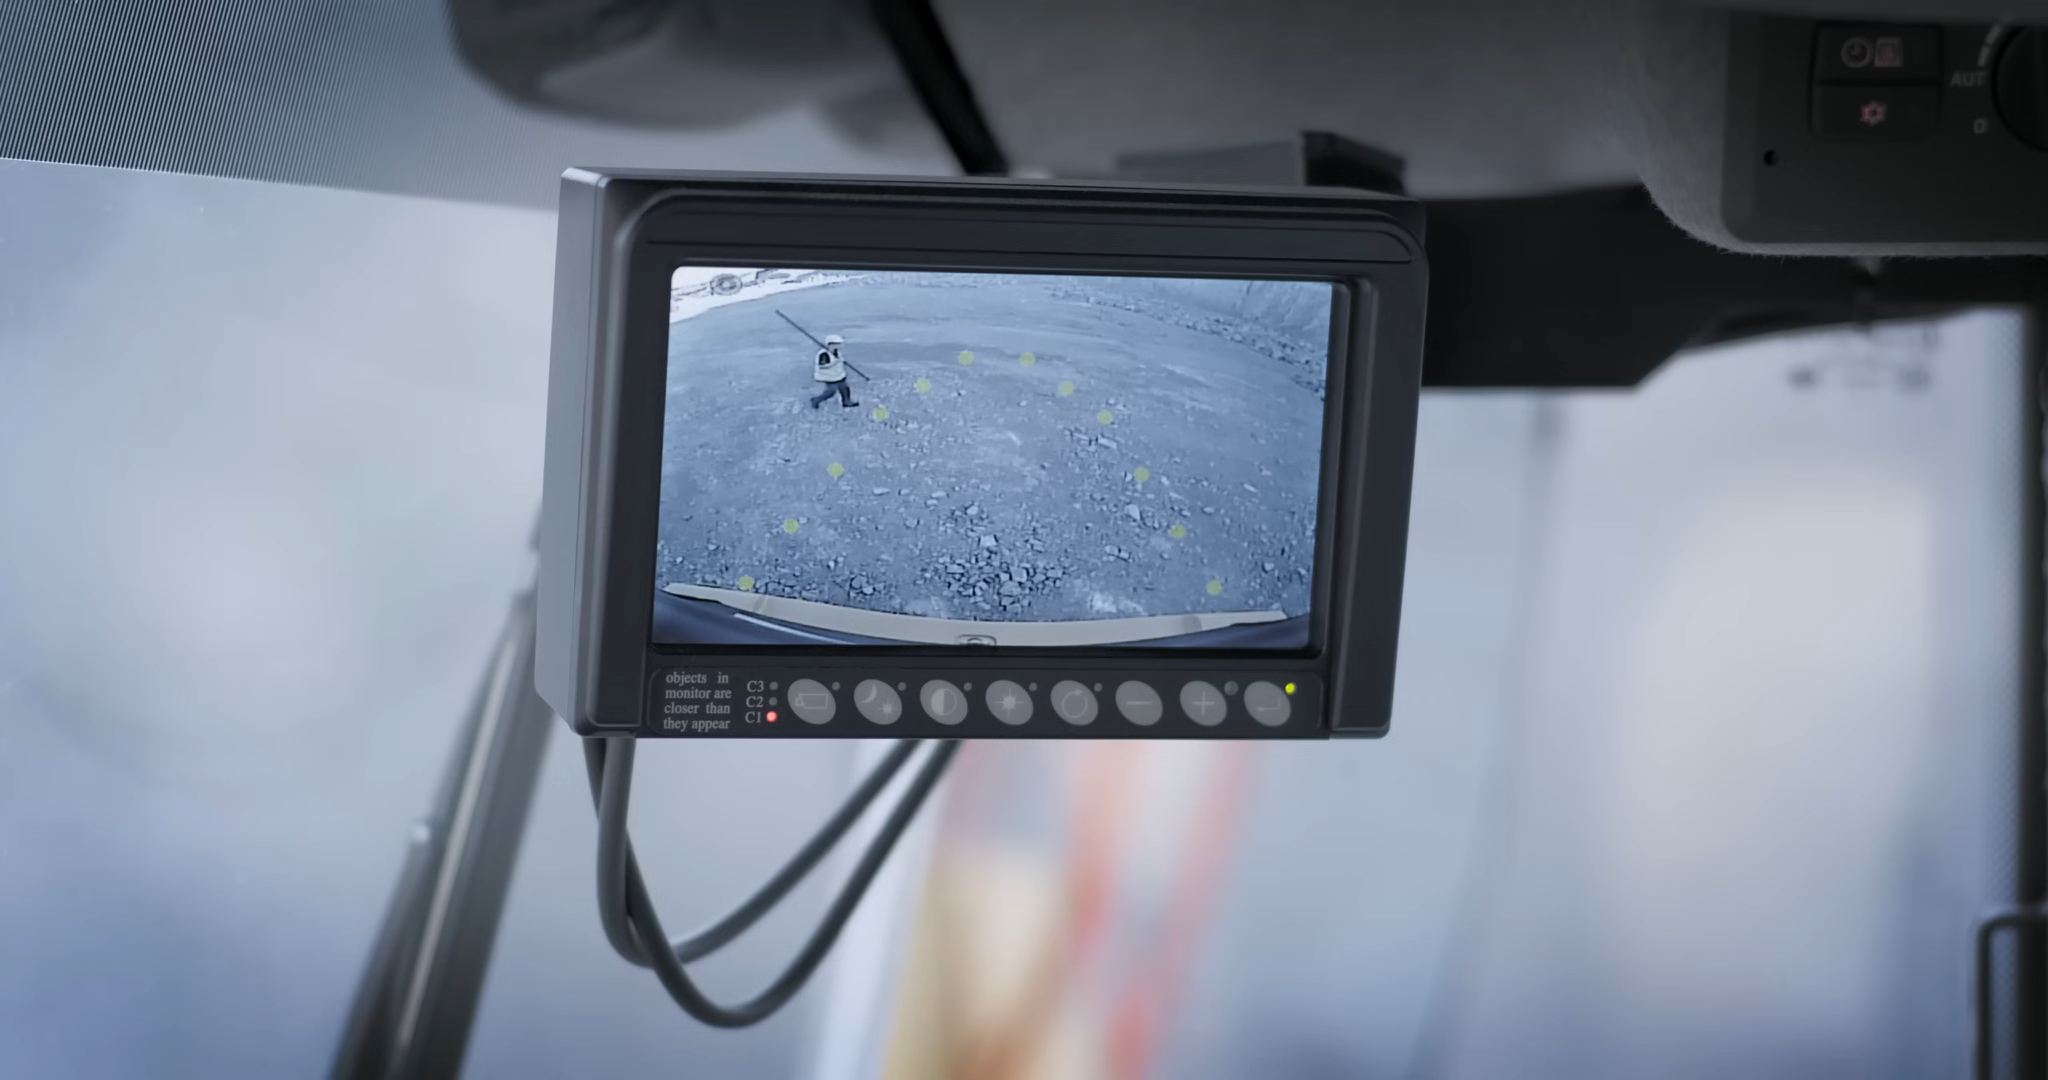 AUT
0
objects in
monitor are
closer than
they appear
C3
C2
C1